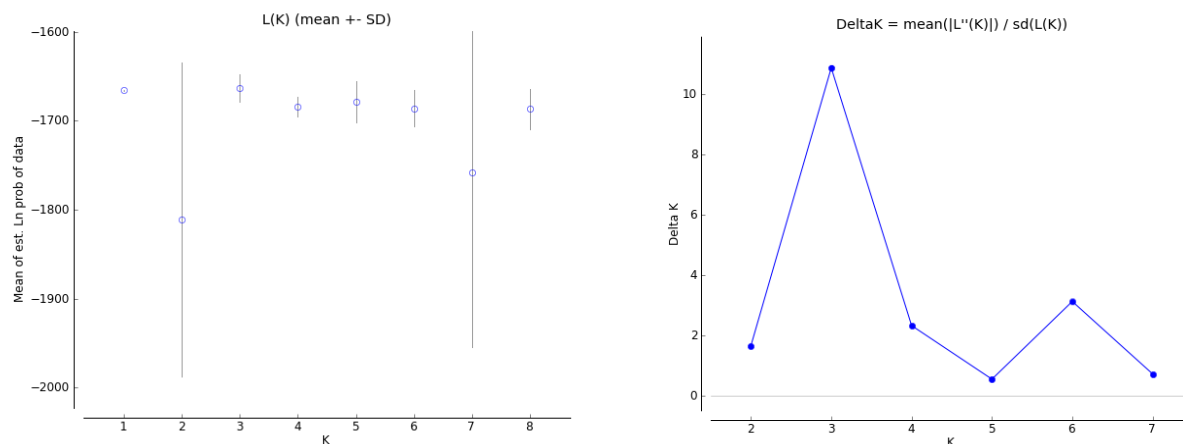 L(K) (mean +- SD)
Mean of est. Ln prob of data
−1600
−1700
−1800
−1900
−2000
1 2 3 4 5 6 7 8
K
DeltaK = mean(|L''(K)|) / sd(L(K))
Delta K
10
8
6
4
2
0
2 3 4 5 6 7
K